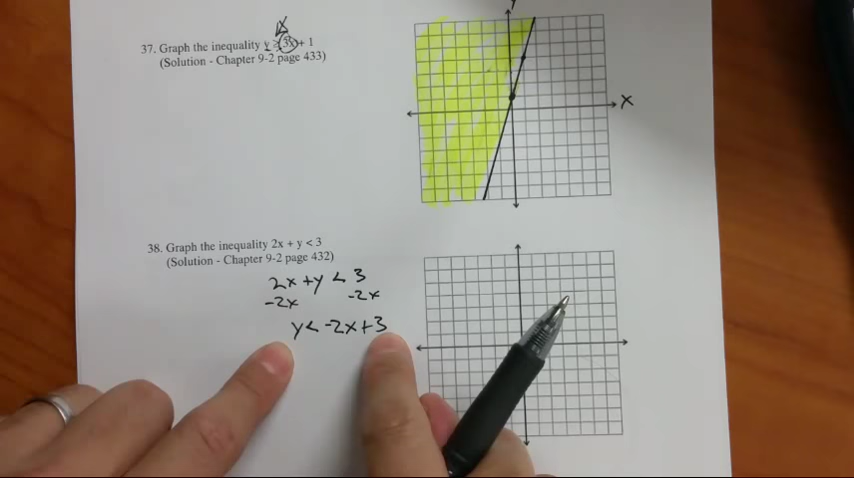 37. Graph the inequality y ≥ 3x + 1
(Solution - Chapter 9-2 page 433)
y
x
38. Graph the inequality 2x + y < 3
(Solution - Chapter 9-2 page 432)
2x + y < 3
-2x -2x
y < -2x + 3